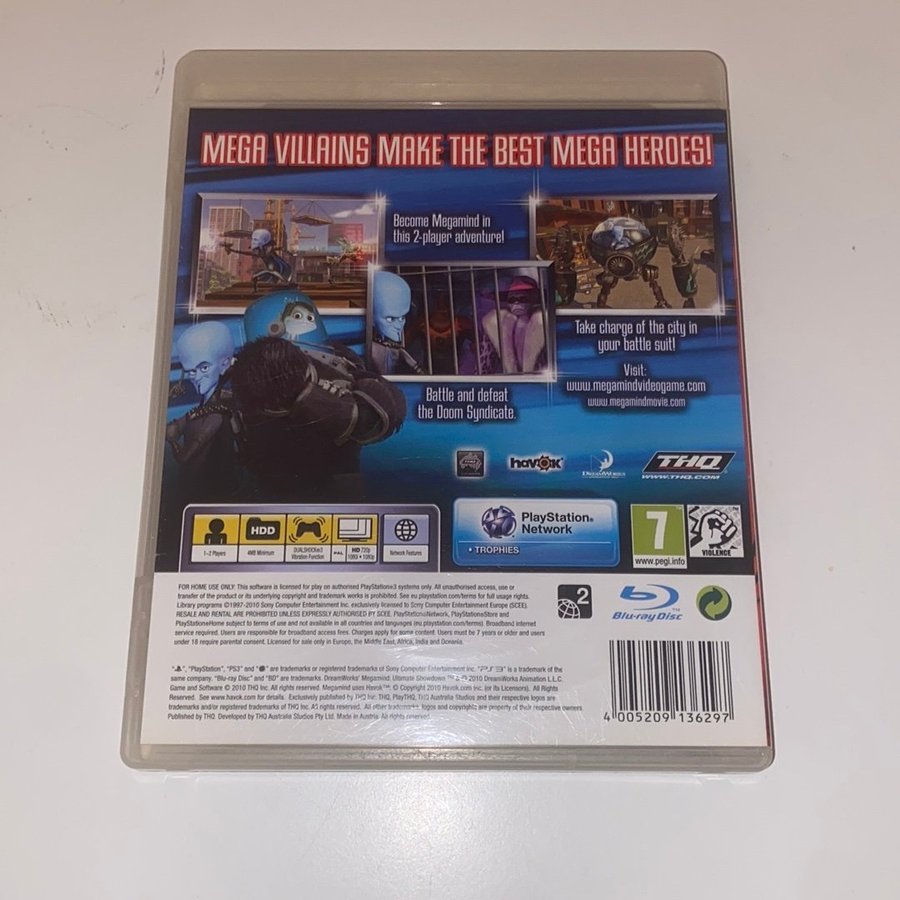 MEGA VILLAINS MAKE THE BEST MEGA HEROES!
Become Megamind in
this 2-player adventure!
Take charge of the city in
your battle suit!
Visit:
www.megamindvideogame.com
www.megamindmovie.com
Battle and defeat
the Doom Syndicate.
havok
DREAMWORKS
THQ
WWW.THQ.COM
1-2 Players
HDD
4MB Minimum
DUALSHOCK®3
Vibration Function
PAL
HD 720p
1080i • 1080p
Network Features
PlayStation®
Network
• TROPHIES
7
www.pegi.info
VIOLENCE
FOR HOME USE ONLY: This software is licensed for play on authorised PlayStation®3 systems only. All unauthorised access, use or
transfer of the product or its underlying copyright and trademark works is prohibited. See eu.playstation.com/terms for full usage rights.
Library programs ©1997-2010 Sony Computer Entertainment Inc. exclusively licensed to Sony Computer Entertainment Europe (SCEE).
RESALE AND RENTAL ARE PROHIBITED UNLESS EXPRESSLY AUTHORISED BY SCEE. PlayStation®Network, PlayStation®Store and
PlayStation®Home subject to terms of use and not available in all countries and languages (eu.playstation.com/terms). Broadband internet
service required. Users are responsible for broadband access fees. Charges apply for some content. Users must be 7 years or older and users
under 18 require parental consent. Licensed for sale only in Europe, the Middle East, Africa, India and Oceania.
2
Blu-ray Disc™
", "PlayStation", "PS3" and " " are trademarks or registered trademarks of Sony Computer Entertainment Inc. "PS3" is a trademark of the
same company. "Blu-ray Disc" and "BD" are trademarks. DreamWorks' Megamind: Ultimate Showdown ™ & © 2010 DreamWorks Animation L.L.C.
Game and Software © 2010 THQ Inc. All rights reserved. Megamind uses Havok™: © Copyright 2010 Havok.com Inc. (or its Licensors). All Rights
Reserved. See www.havok.com for details. Exclusively published by THQ Inc. THQ, PlayTHQ, THQ Studio Australia and their respective logos are
trademarks and/or registered trademarks of THQ Inc. All rights reserved. All other trademarks, logos and copyrights are property of their respective owners.
Published by THQ. Developed by THQ Australia Studios Pty Ltd. Made in Austria. All rights reserved.
4 005209 136297